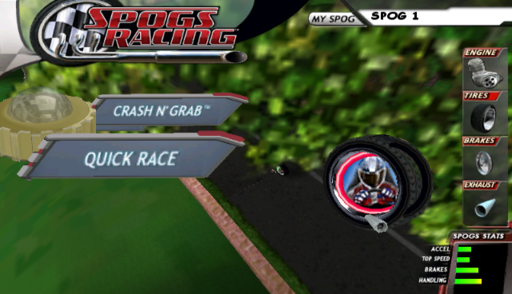 SPOGS
RACING
MY SPOG SPOG 1
ENGINE
CRASH N' GRAB™
TIRES
QUICK RACE
BRAKES
EXHAUST
SPOGS STATS
ACCEL
TOP SPEED
BRAKES
HANDLING